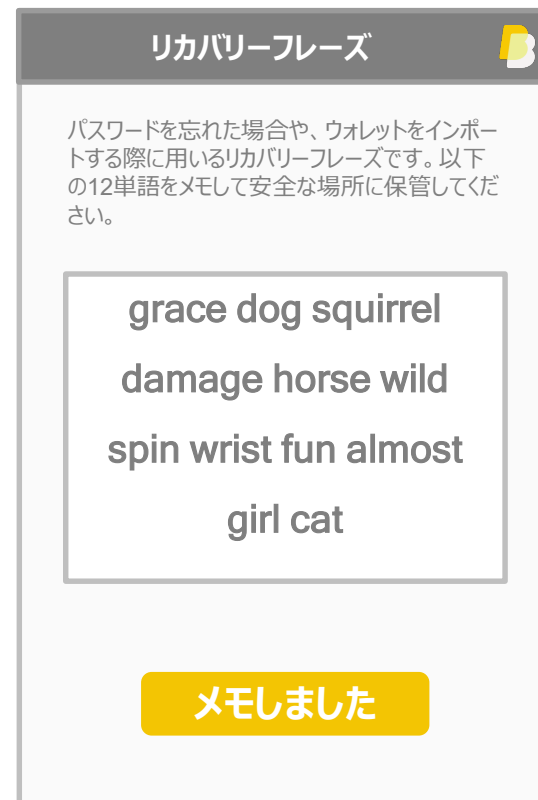 リカバリーフレーズ
パスワードを忘れた場合や、ウォレットをインポー
トする際に用いるリカバリーフレーズです。以下
の12単語をメモして安全な場所に保管してくだ
さい。
grace dog squirrel
damage horse wild
spin wrist fun almost
girl cat
メモしました